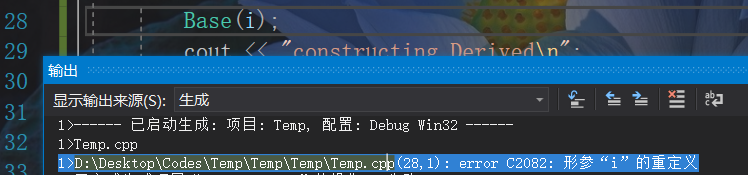 28 Base(i);
29 cout << "constructing Derived\n";
30
输出
31 显示输出来源(S): 生成
32 1>------ 已启动生成: 项目: Temp, 配置: Debug Win32 ------
1>Temp.cpp
33 1>D:\Desktop\Codes\Temp\Temp\Temp\Temp.cpp(28,1): error C2082: 形参“i”的重定义